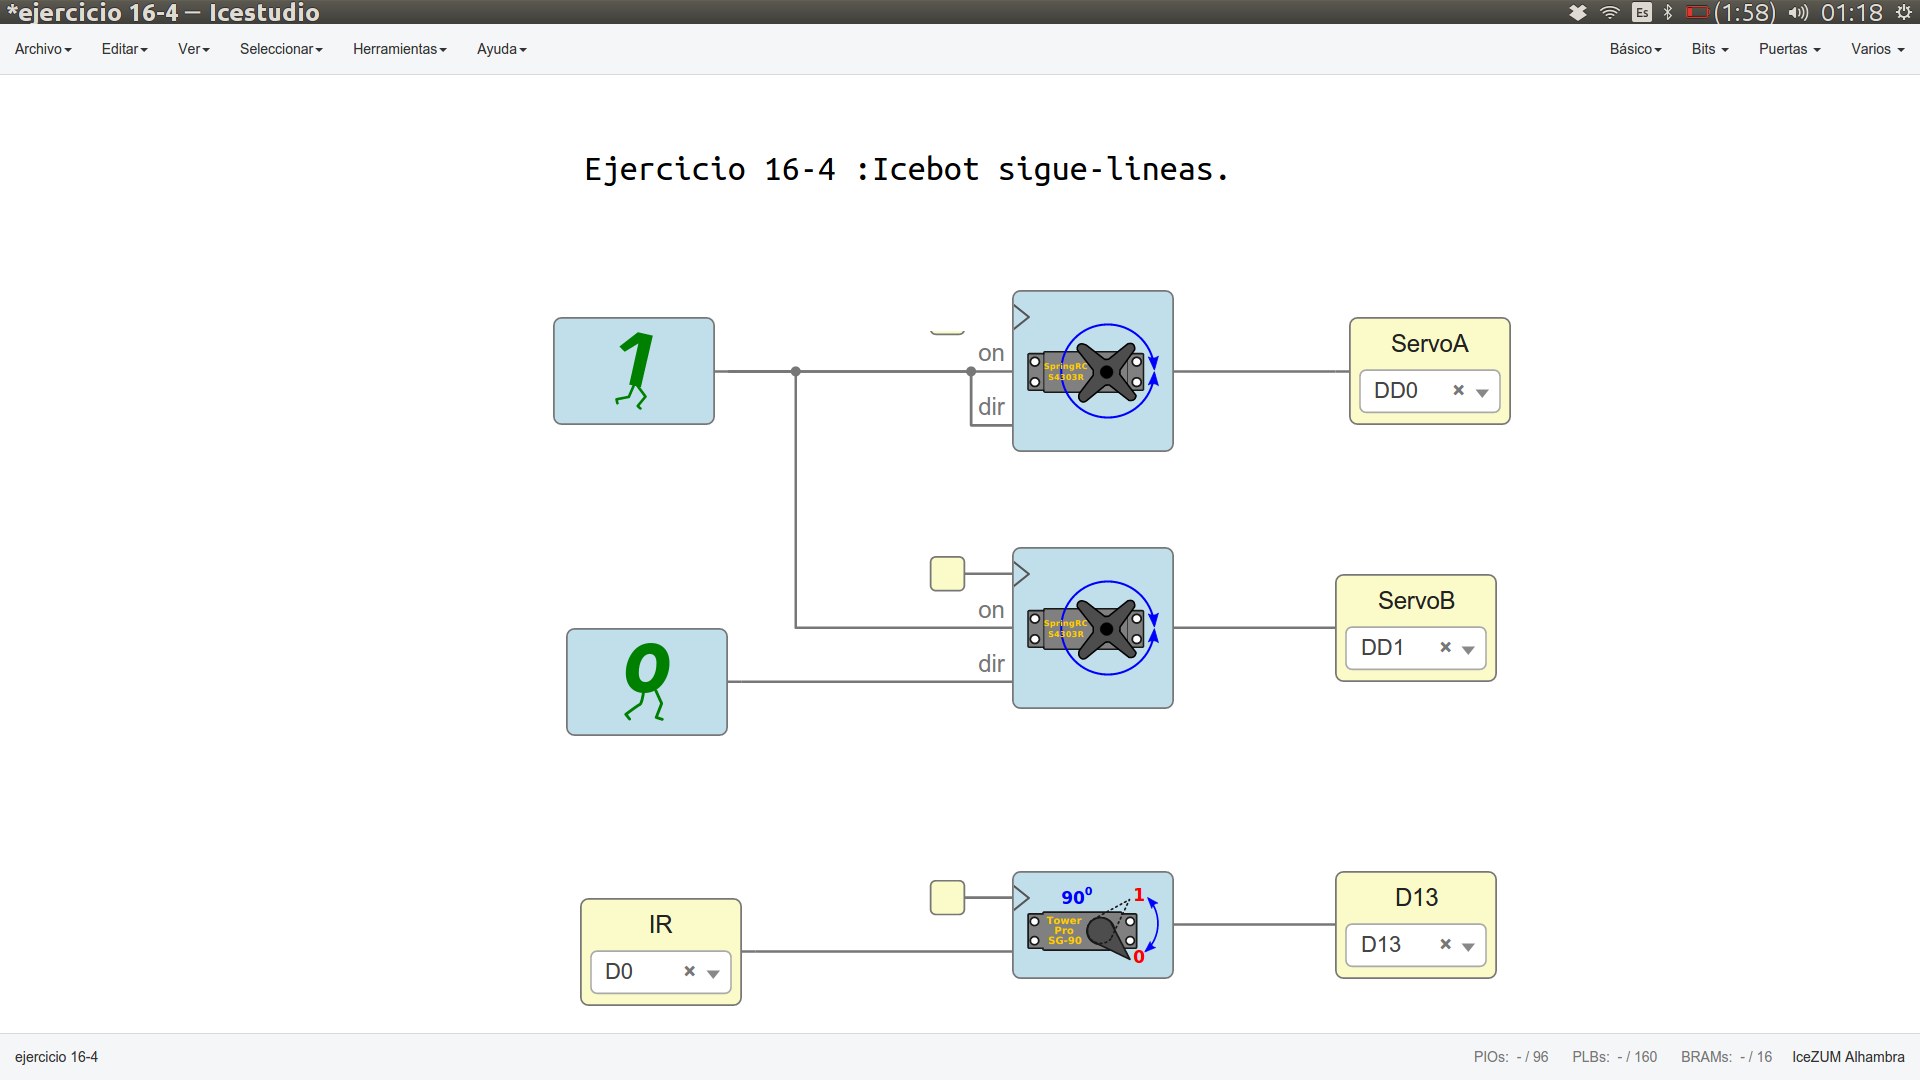 *ejercicio 16-4 — Icestudio
Es (1:58) 01:18
Archivo Editar Ver Seleccionar Herramientas Ayuda Básico Bits Puertas Varios
Ejercicio 16-4 :Icebot sigue-lineas.
1
on
dir
SpringRC
S4303R
ServoA
DD0
on
dir
SpringRC
S4303R
ServoB
DD1
0
IR
D0
90⁰
1
Tower
Pro
SG-90
0
D13
D13
ejercicio 16-4 PIOs: - / 96 PLBs: - / 160 BRAMs: - / 16 IceZUM Alhambra